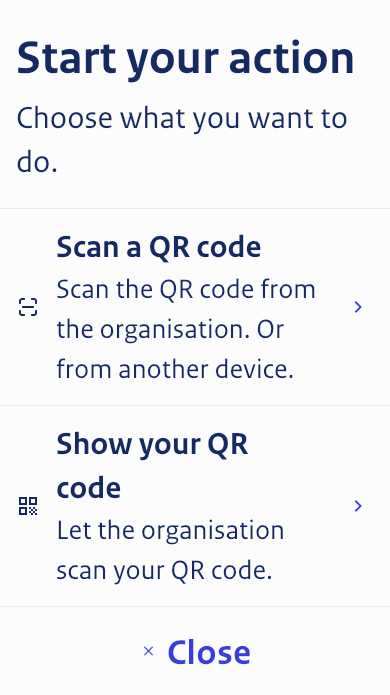 Start your action
Choose what you want to
do.
Scan a QR code
Scan the QR code from
the organisation. Or
from another device.
Show your QR
code
Let the organisation
scan your QR code.
× Close